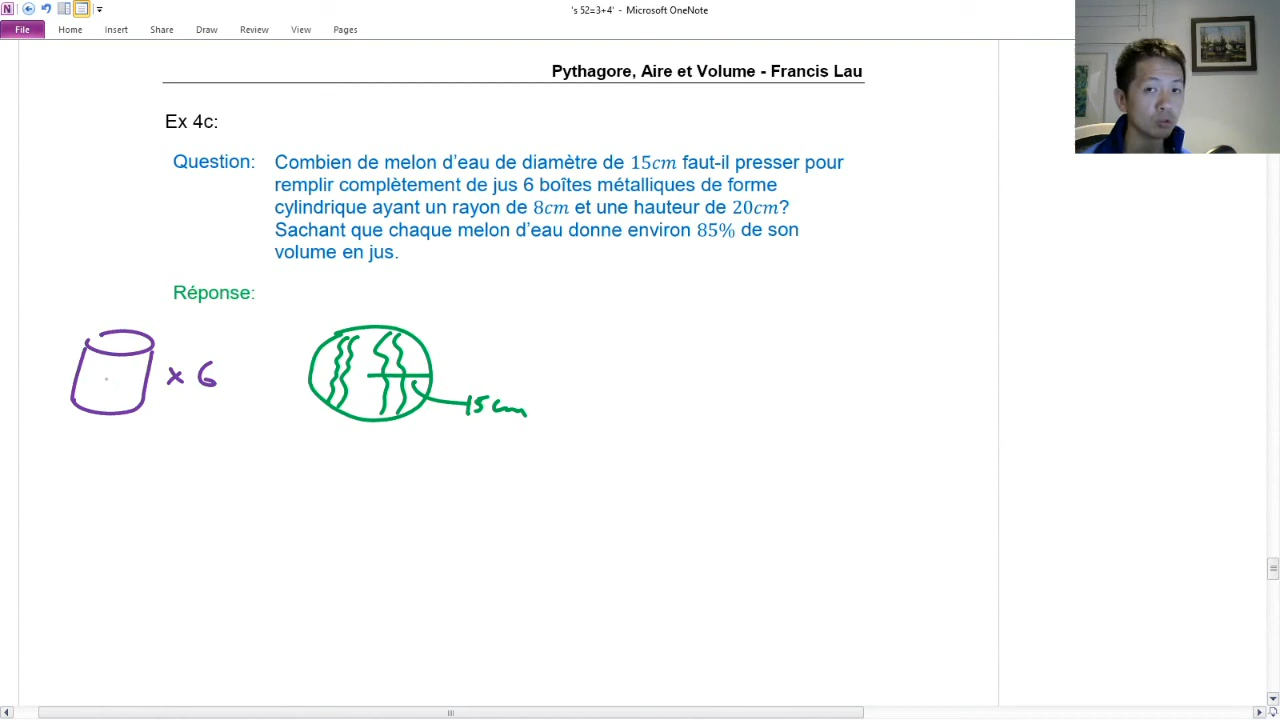 's 52=3+4' - Microsoft OneNote
File Home Insert Share Draw Review View Pages
Pythagore, Aire et Volume - Francis Lau
Ex 4c:
Question: Combien de melon d'eau de diamètre de 15cm faut-il presser pour
remplir complètement de jus 6 boîtes métalliques de forme
cylindrique ayant un rayon de 8cm et une hauteur de 20cm?
Sachant que chaque melon d'eau donne environ 85% de son
volume en jus.
Réponse:
x 6
15cm